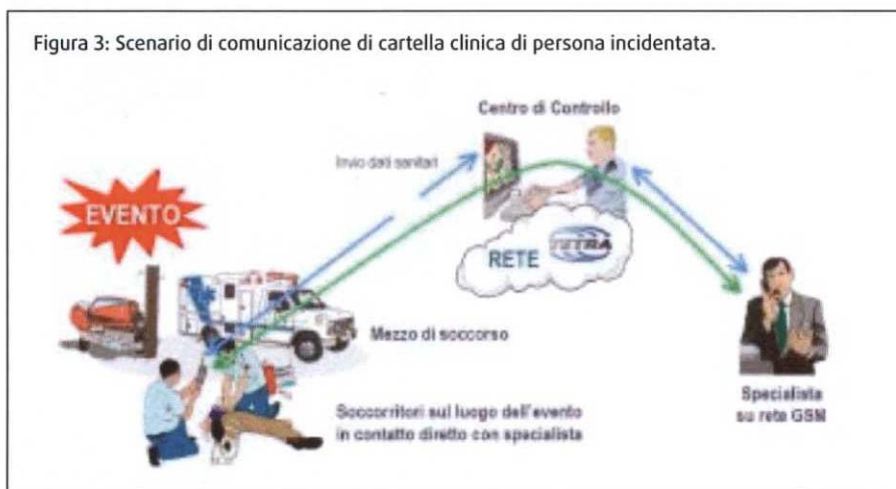 Figura 3: Scenario di comunicazione di cartella clinica di persona incidentata.
Centro di Controllo
Invio dati sanitari
EVENTO
RETE TETRA
Mezzo di soccorso
Soccorritori sul luogo dell'evento
in contatto diretto con specialista
Specialista
su rete GSM